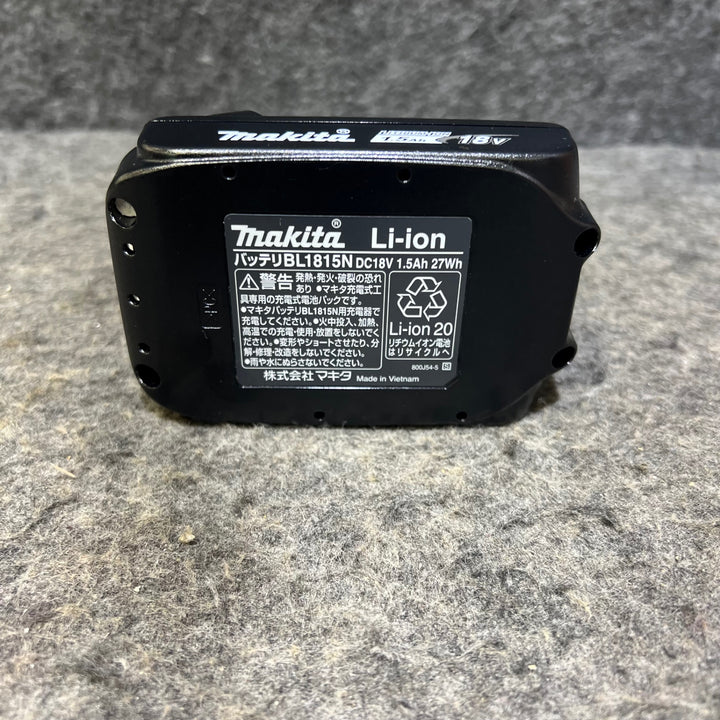 makita® LITHIUM-ION 1.5Ah 18V
makita® Li-ion
バッテリBL1815N DC18V 1.5Ah 27Wh
警告 発熱・発火・破裂の恐れ
あり ●マキタ充電式工
具専用の充電式電池パックです。
●マキタバッテリBL1815N用充電器で
充電してください。●火中投入、加熱、
高温での充電・使用・放置をしないでく
ださい。●変形やショートさせたり、分
解・修理・改造をしないでください。
●雨や水にぬらさないでください。
株式会社 マキタ Made in Vietnam
Li-ion 20
リチウムイオン電池
はリサイクルへ
800J54-S